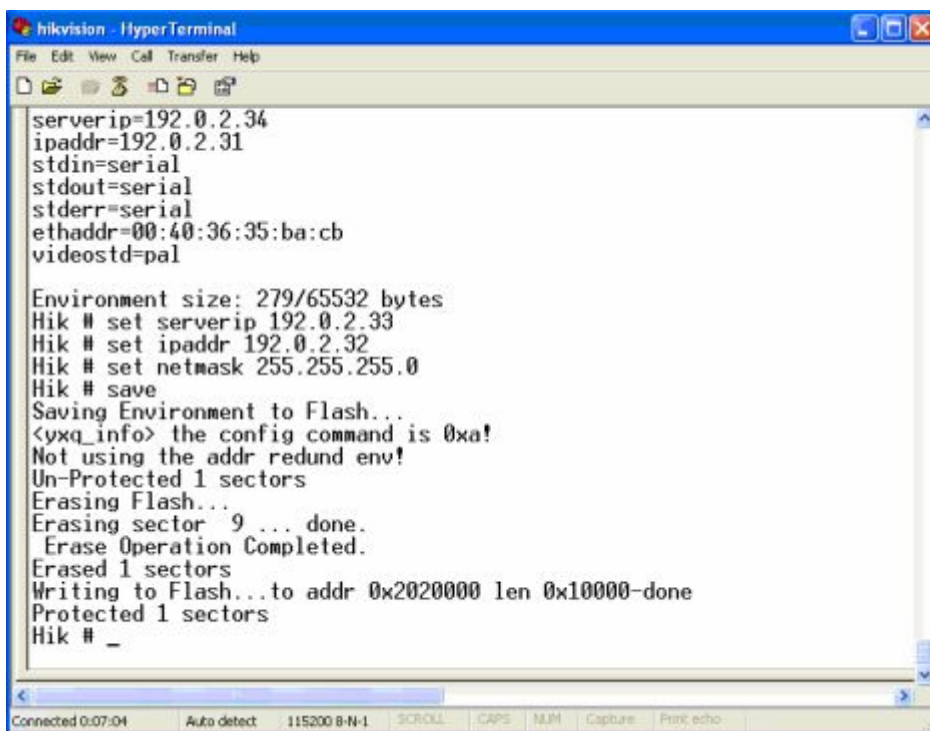 hikvision - HyperTerminal
File Edit View Call Transfer Help
serverip=192.0.2.34
ipaddr=192.0.2.31
stdin=serial
stdout=serial
stderr=serial
ethaddr=00:40:36:35:ba:cb
videostd=pal
Environment size: 279/65532 bytes
Hik # set serverip 192.0.2.33
Hik # set ipaddr 192.0.2.32
Hik # set netmask 255.255.255.0
Hik # save
Saving Environment to Flash...
<yxq_info> the config command is 0xa!
Not using the addr redund env!
Un-Protected 1 sectors
Erasing Flash...
Erasing sector  9 ... done.
 Erase Operation Completed.
Erased 1 sectors
Writing to Flash...to addr 0x2020000 len 0x10000-done
Protected 1 sectors
Hik # _
Connected 0:07:04 Auto detect 115200 8-N-1 SCROLL CAPS NUM Capture Print echo